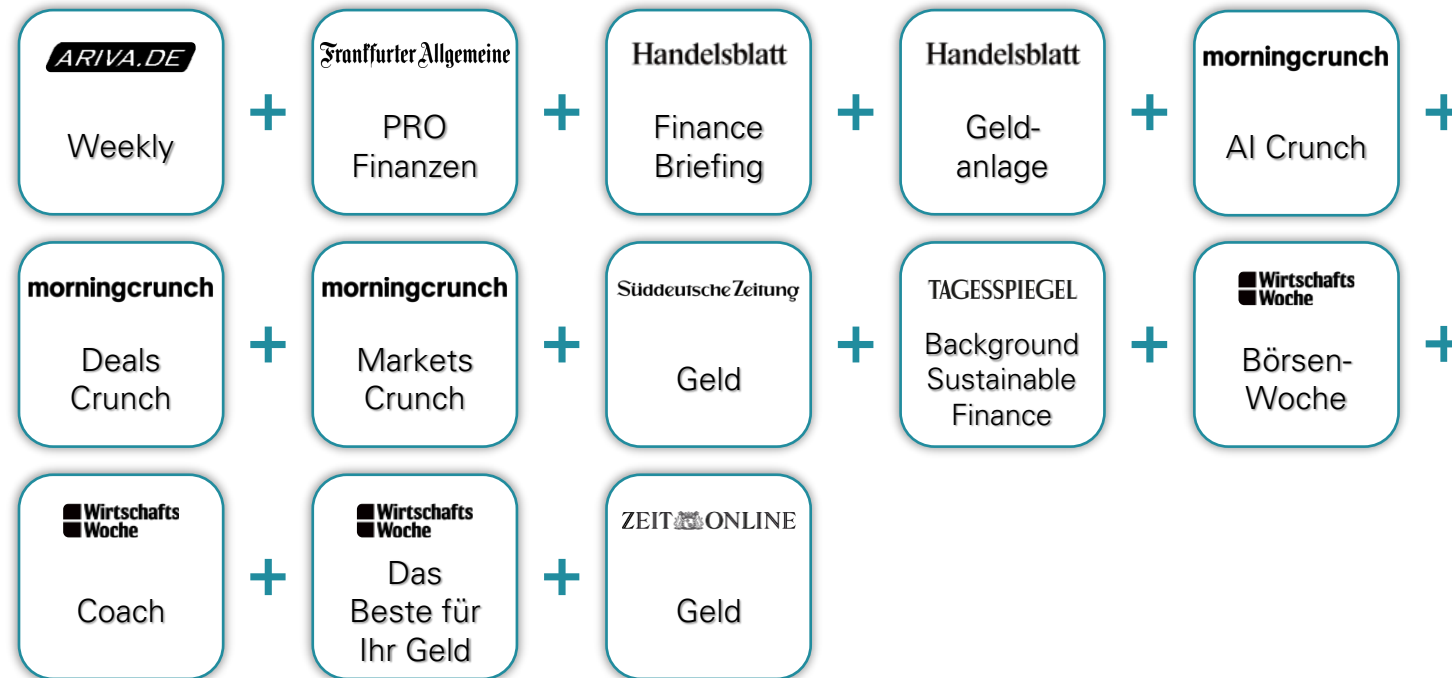 ARIVA.DE
Weekly
+
Frankfurter Allgemeine
PRO
Finanzen
+
Handelsblatt
Finance
Briefing
+
Handelsblatt
Geld-
anlage
+
morningcrunch
AI Crunch
+
morningcrunch
Deals
Crunch
+
morningcrunch
Markets
Crunch
+
Süddeutsche Zeitung
Geld
+
TAGESSPIEGEL
Background
Sustainable
Finance
+
Wirtschafts
Woche
Börsen-
Woche
+
Wirtschafts
Woche
Coach
+
Wirtschafts
Woche
Das
Beste für
Ihr Geld
+
ZEIT ONLINE
Geld